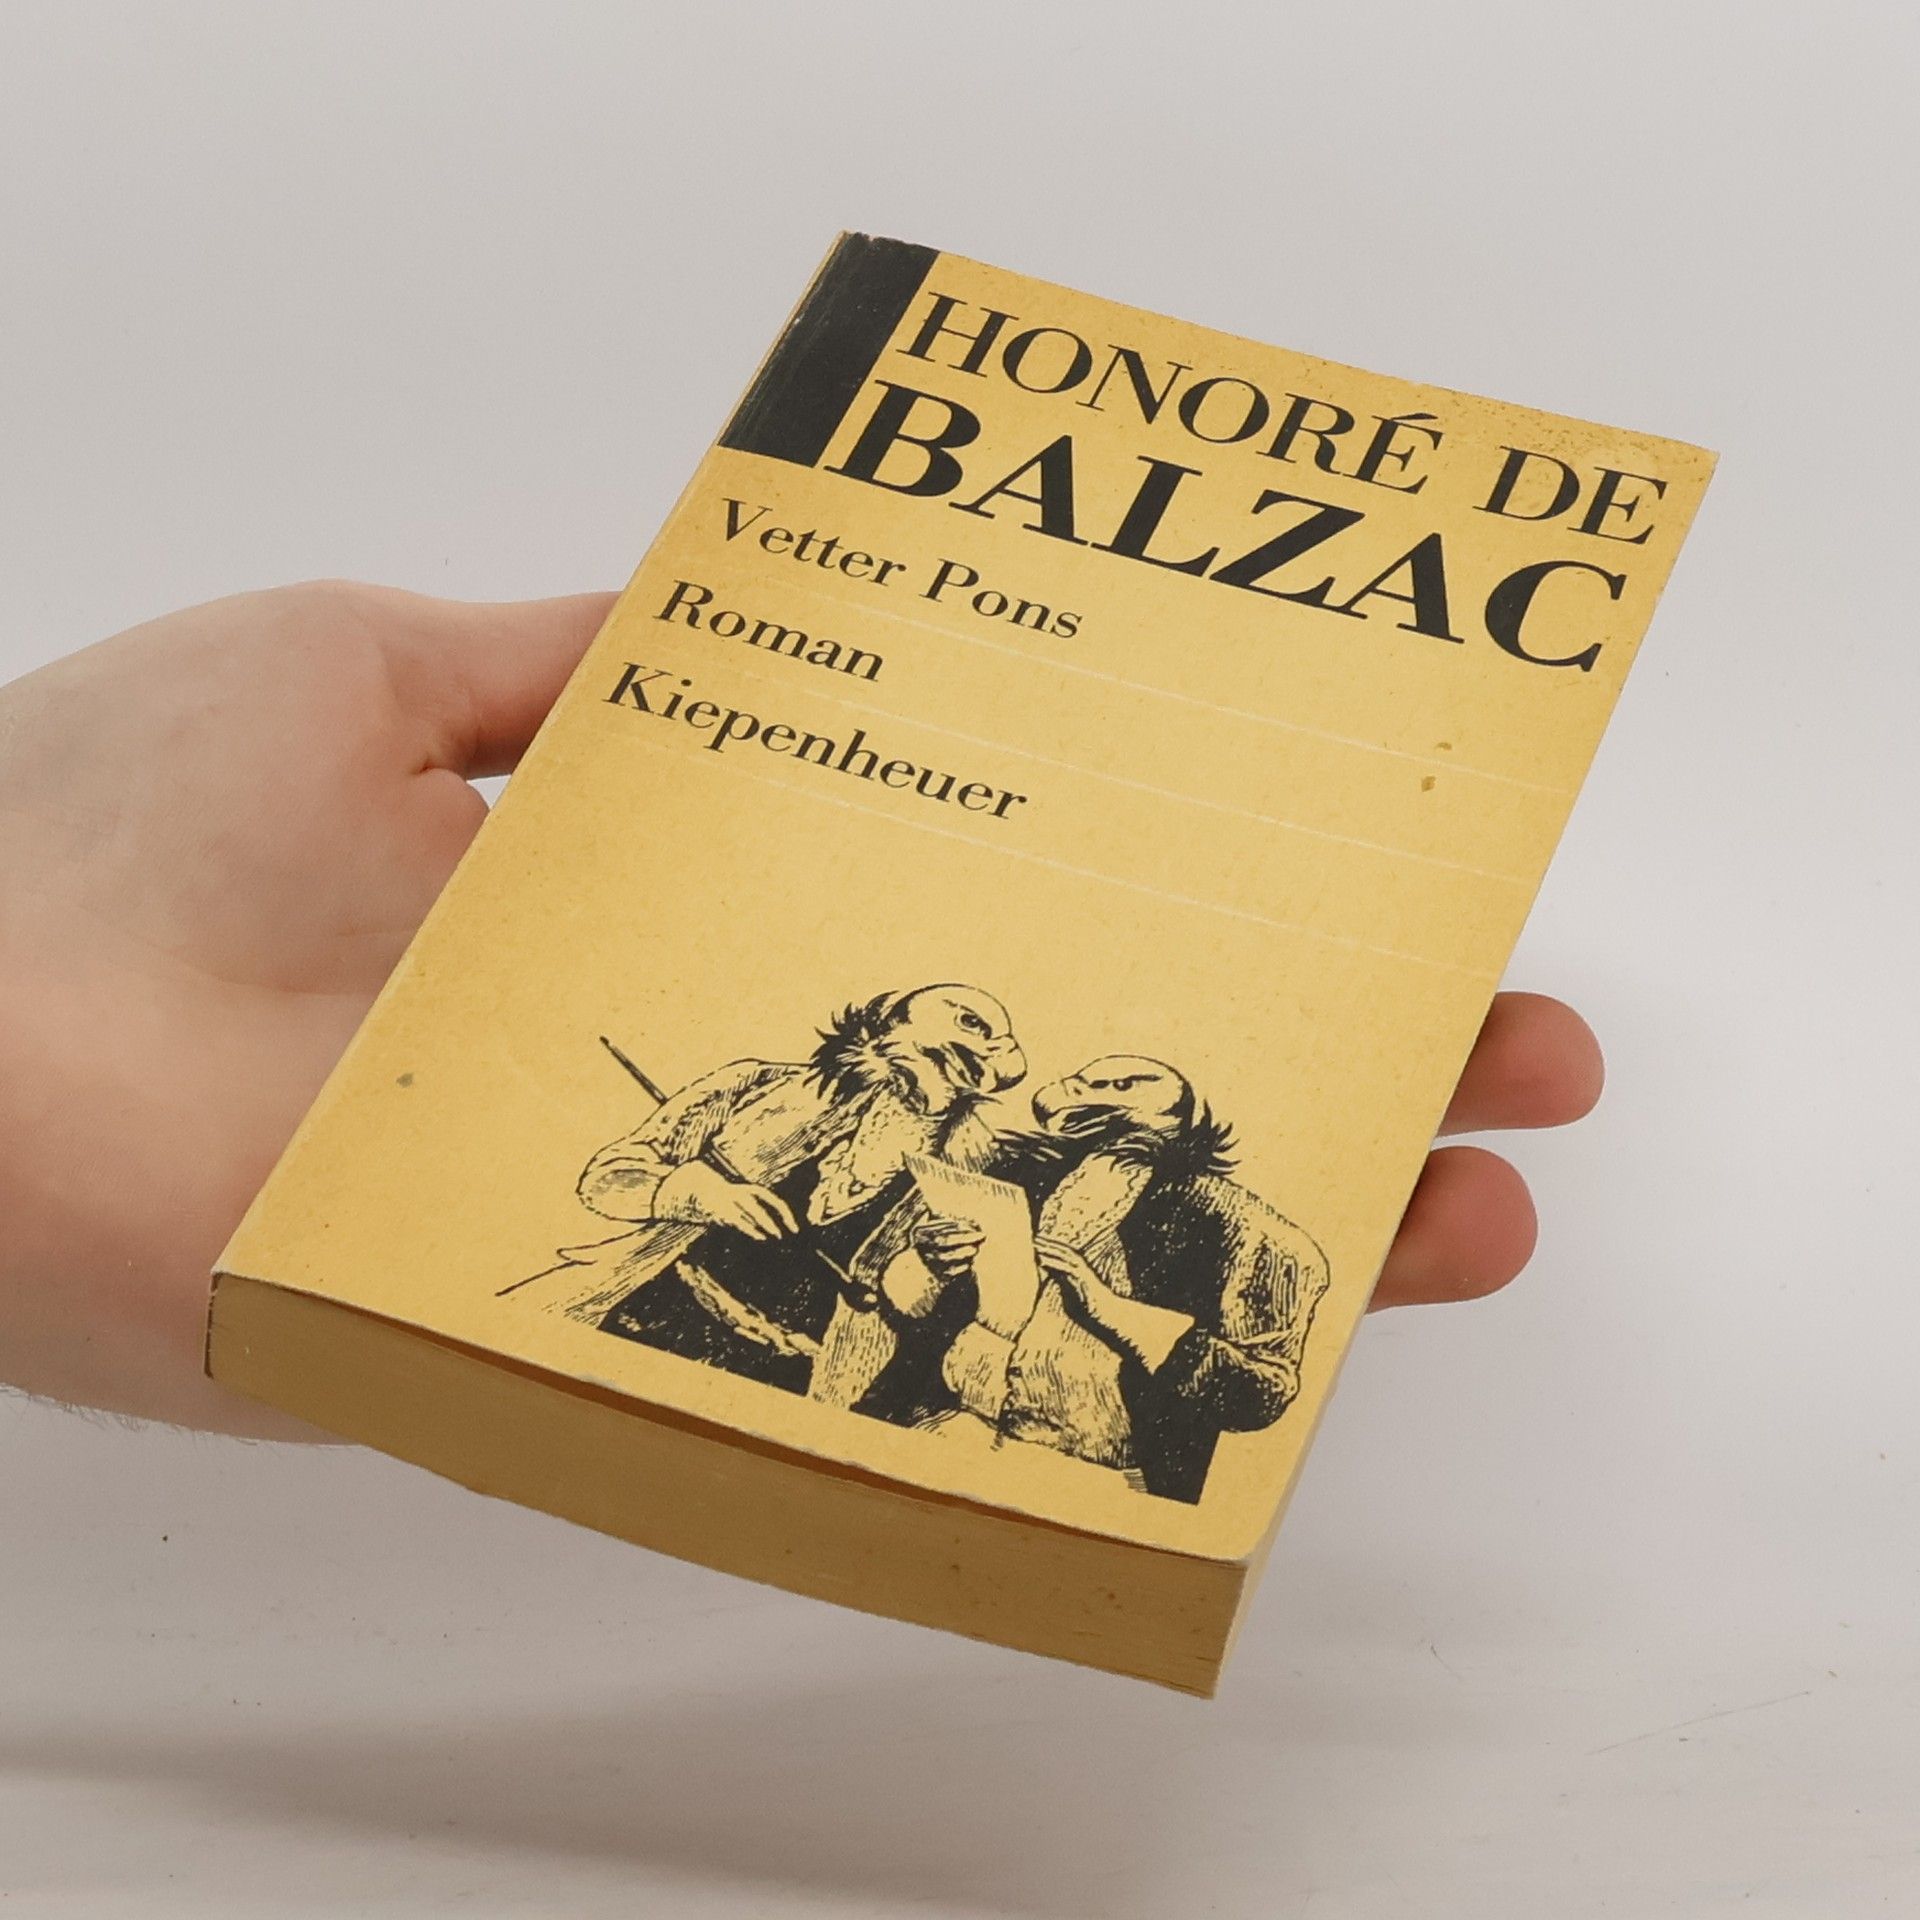 HONORÉ DE
BALZAC
Vetter Pons
Roman
Kiepenheuer